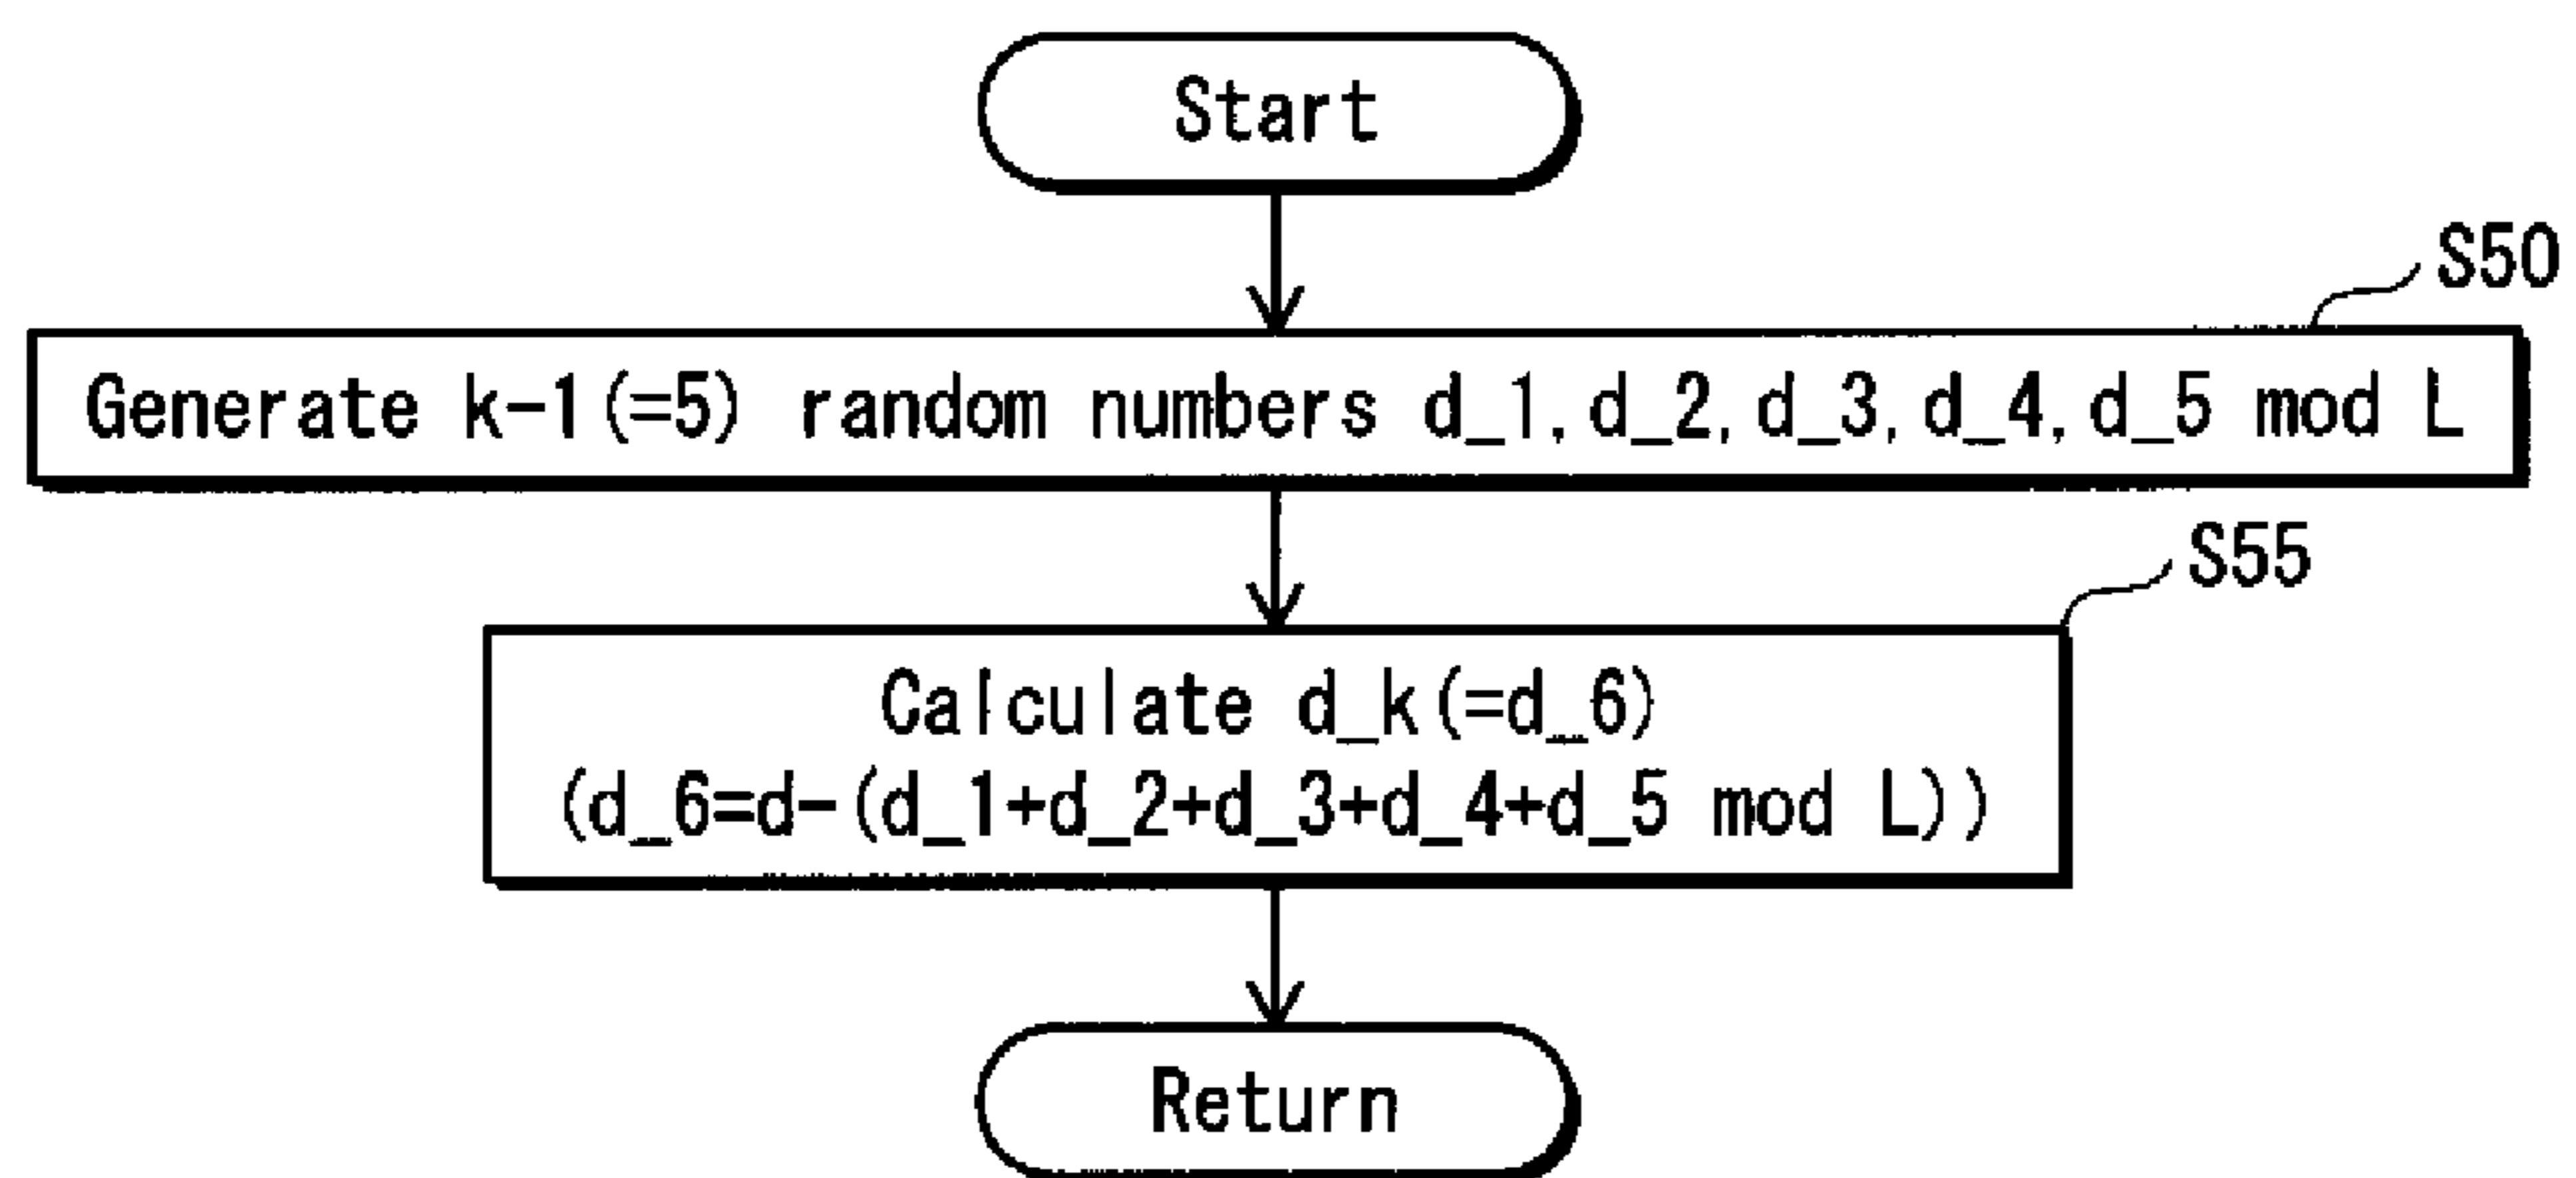 Start
S50
Generate k-1(=5) random numbers d_1,d_2,d_3,d_4,d_5 mod L
S55
Calculate d_k(=d_6)
(d_6=d-(d_1+d_2+d_3+d_4+d_5 mod L))
Return